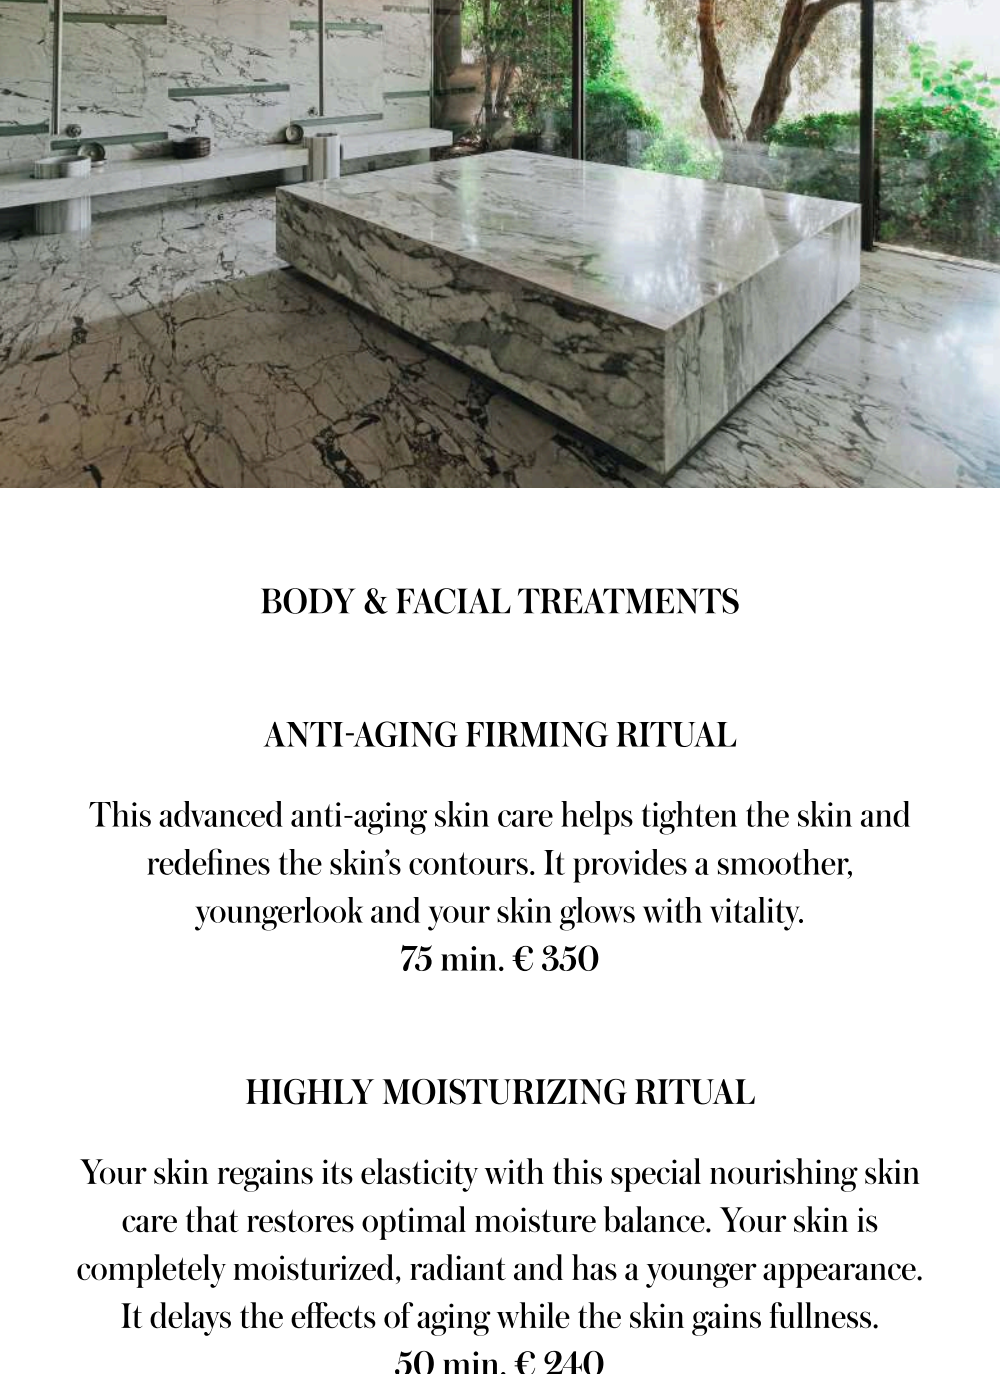 BODY & FACIAL TREATMENTS
ANTI-AGING FIRMING RITUAL
This advanced anti-aging skin care helps tighten the skin and
redefines the skin’s contours. It provides a smoother,
youngerlook and your skin glows with vitality.
75 min. € 350
HIGHLY MOISTURIZING RITUAL
Your skin regains its elasticity with this special nourishing skin
care that restores optimal moisture balance. Your skin is
completely moisturized, radiant and has a younger appearance.
It delays the effects of aging while the skin gains fullness.
50 min. € 240